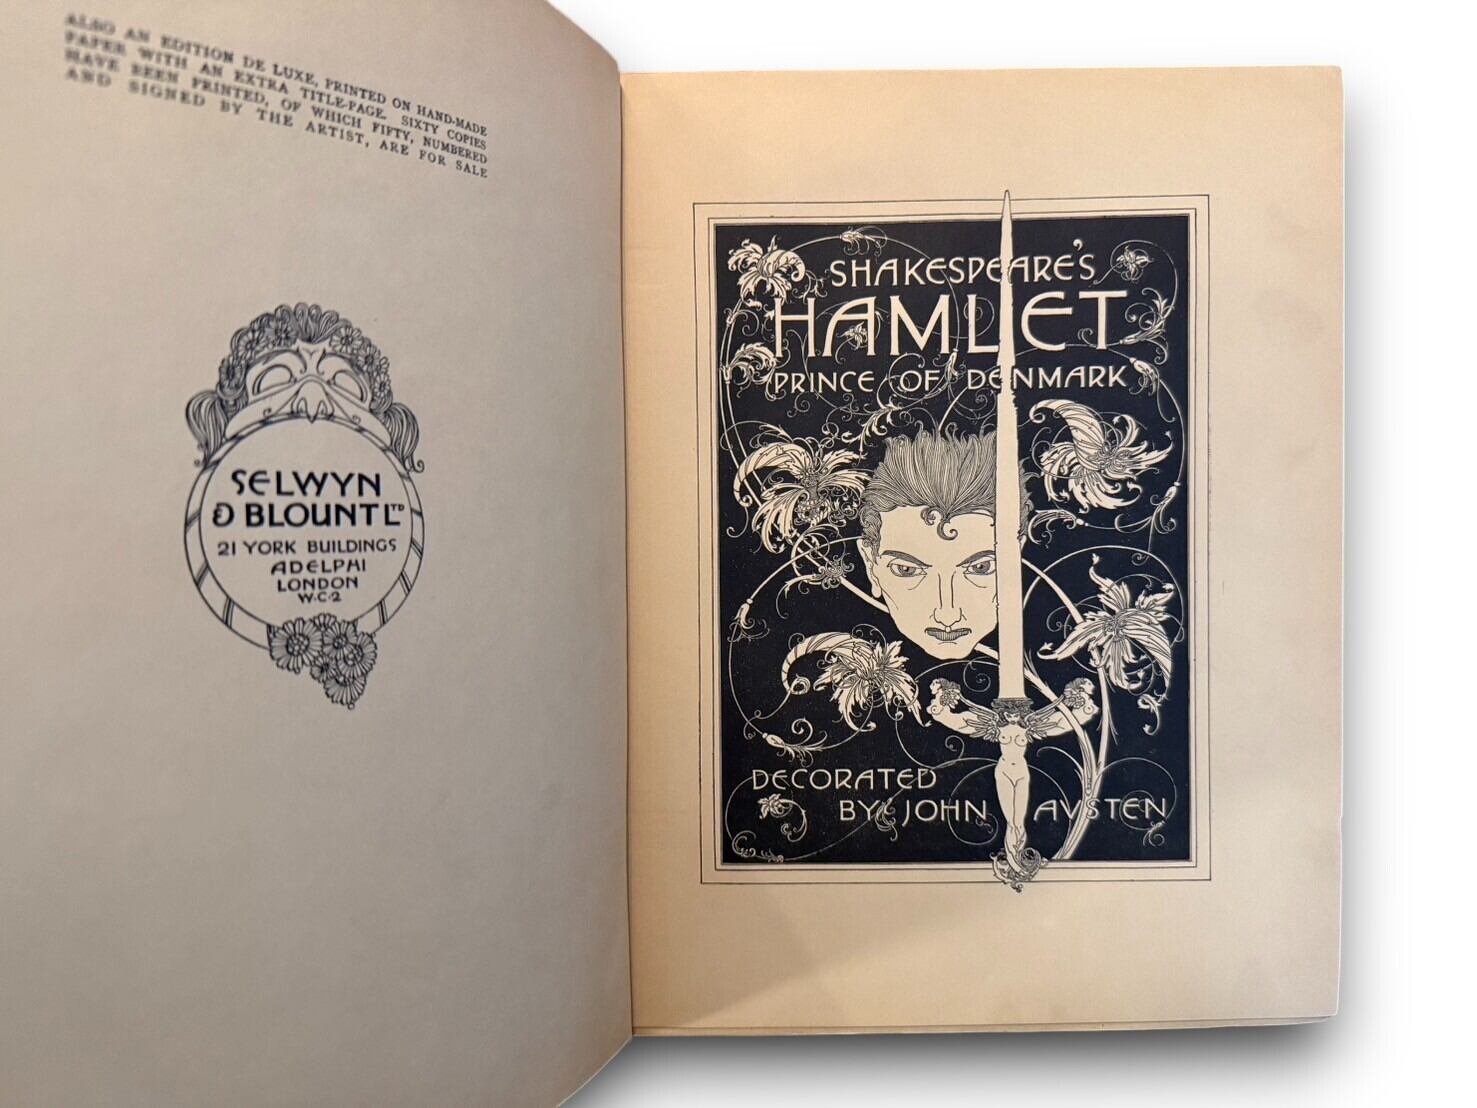 ALSO AN EDITION DE LUXE, PRINTED ON HAND-MADE
PAPER WITH AN EXTRA TITLE-PAGE. SIXTY COPIES
HAVE BEEN PRINTED, OF WHICH FIFTY, NUMBERED
AND SIGNED BY THE ARTIST, ARE FOR SALE
SELWYN
& BLOUNT LTD
21 YORK BUILDINGS
ADELPHI
LONDON
W·C·2
SHAKESPEARE'S
HAMLET
PRINCE OF DENMARK
DECORATED
BY JOHN AVSTEN